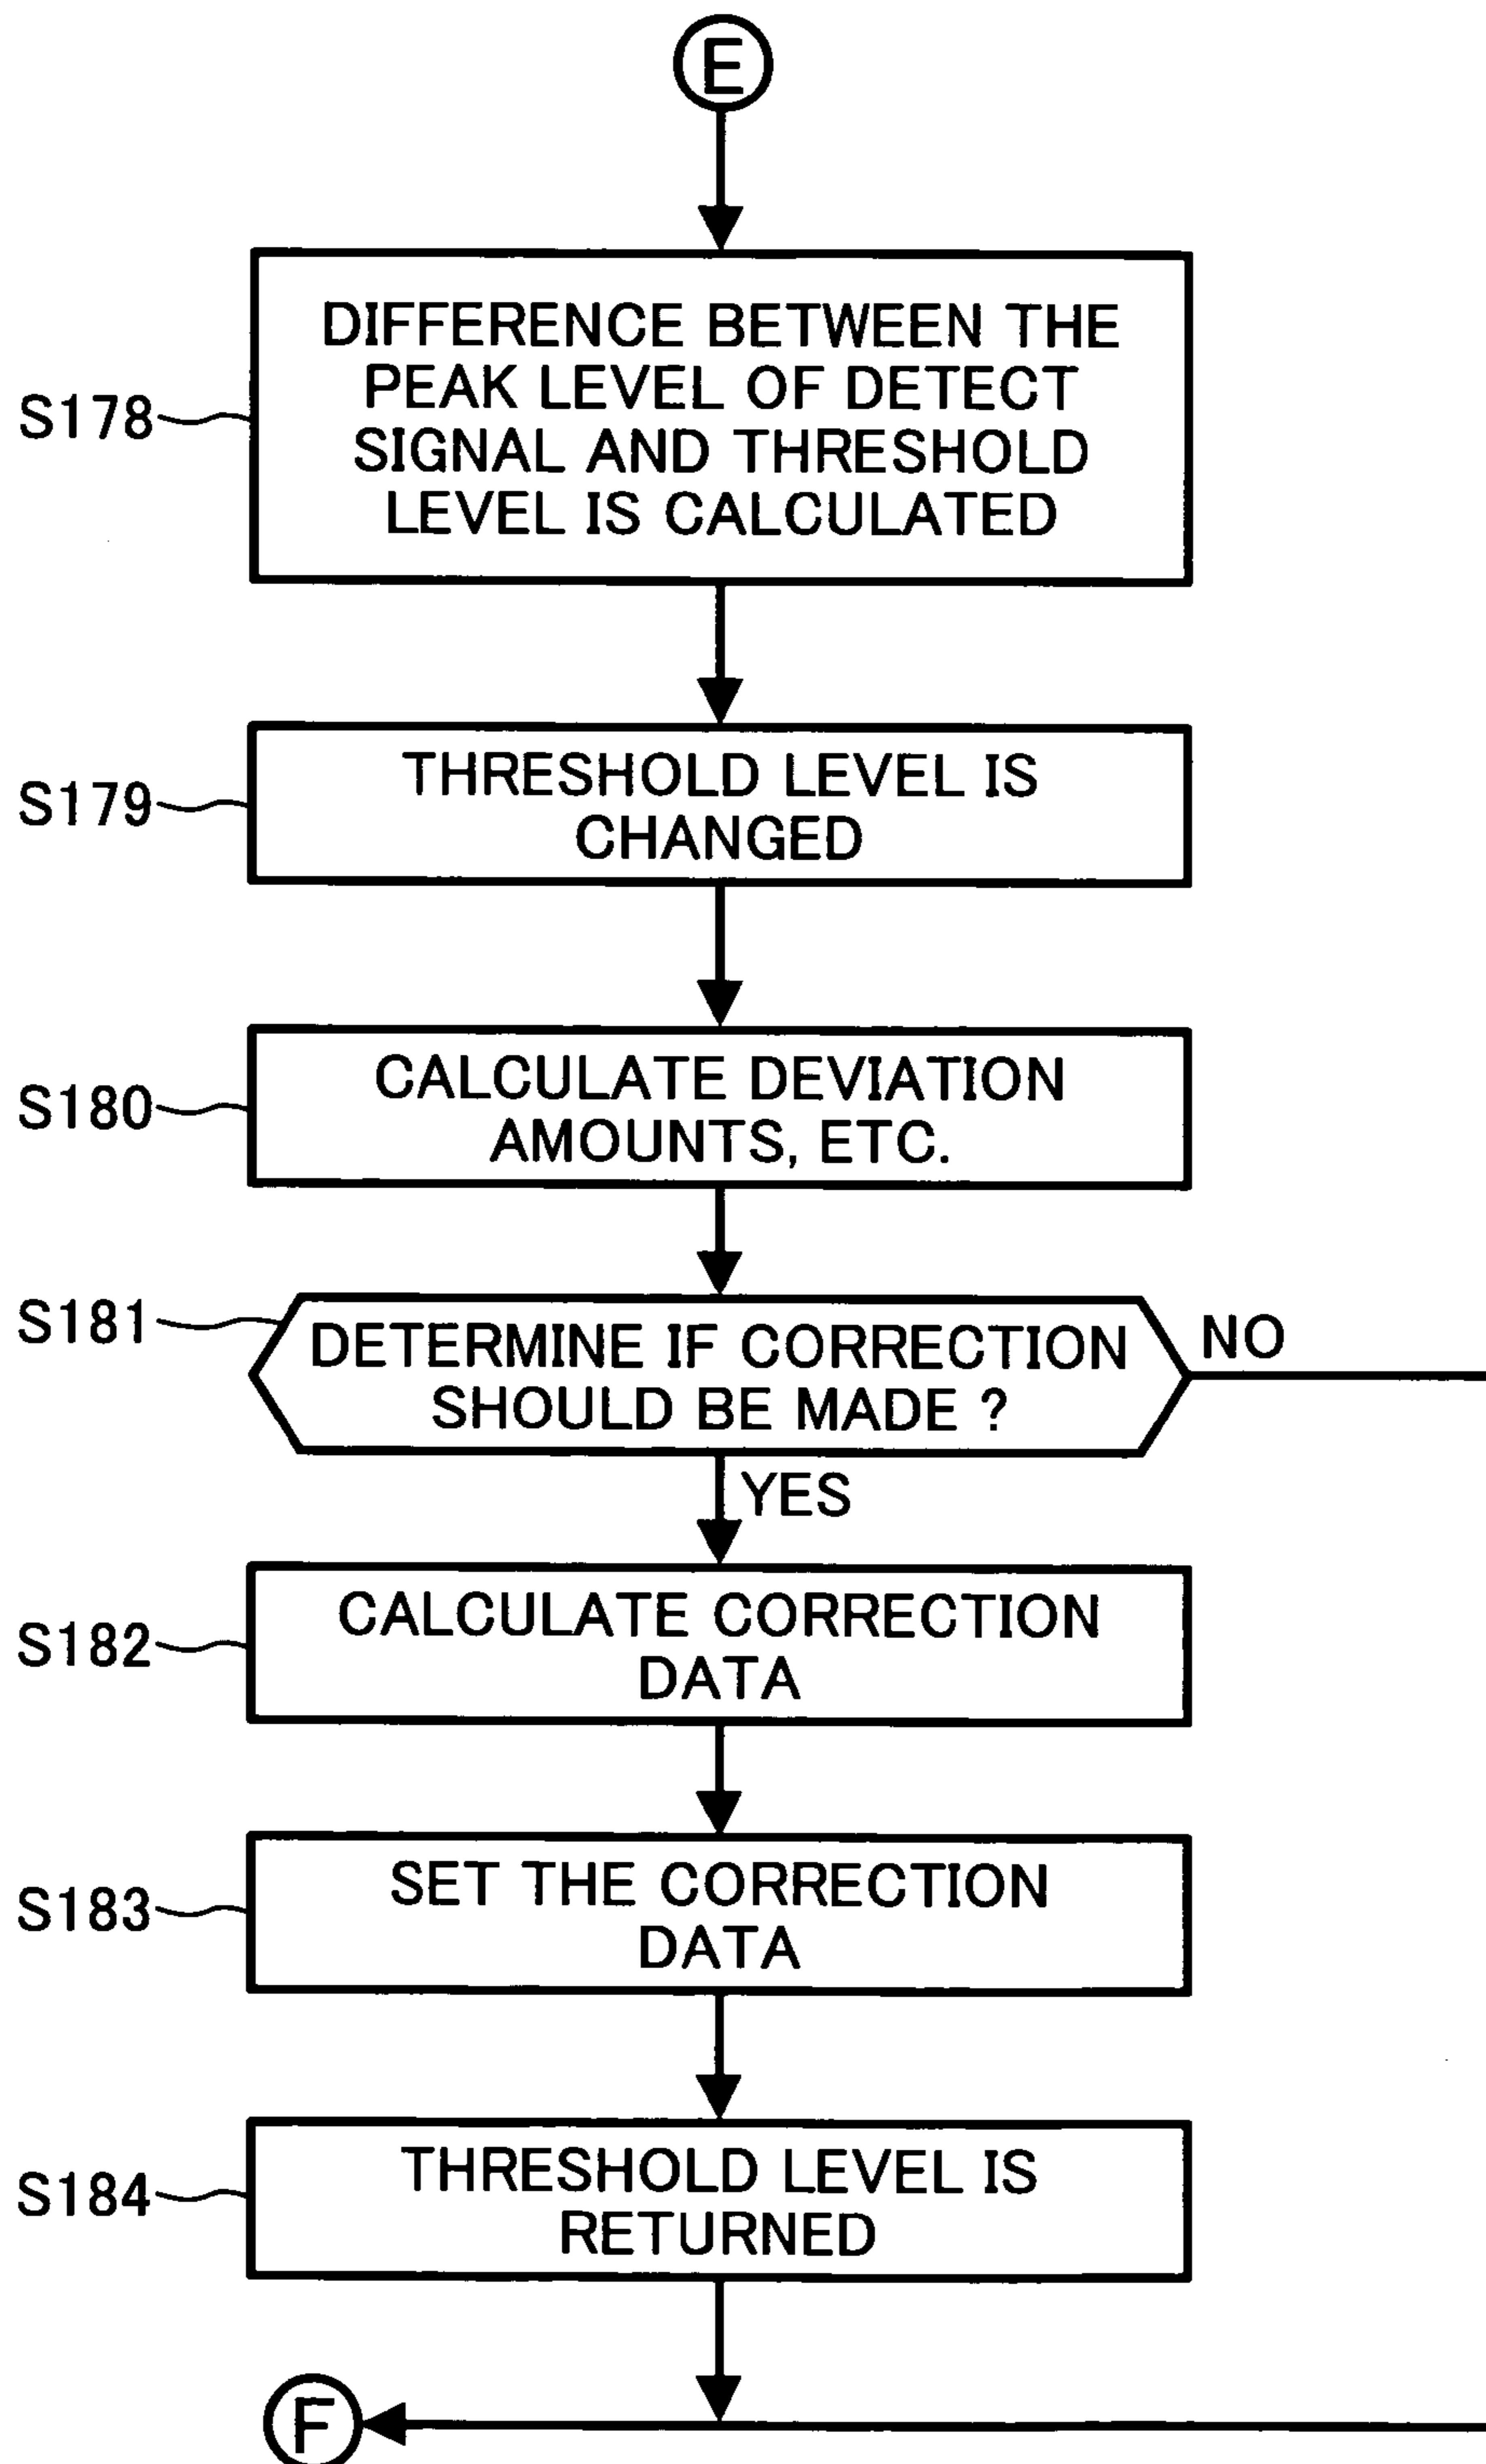 E
DIFFERENCE BETWEEN THE
PEAK LEVEL OF DETECT
S178
SIGNAL AND THRESHOLD
LEVEL IS CALCULATED
THRESHOLD LEVEL IS
S179
CHANGED
CALCULATE DEVIATION
S180
AMOUNTS, ETC.
S181
DETERMINE IF CORRECTION
NO
SHOULD BE MADE ?
YES
CALCULATE CORRECTION
S182
DATA
SET THE CORRECTION
S183
DATA
THRESHOLD LEVEL IS
S184
RETURNED
F